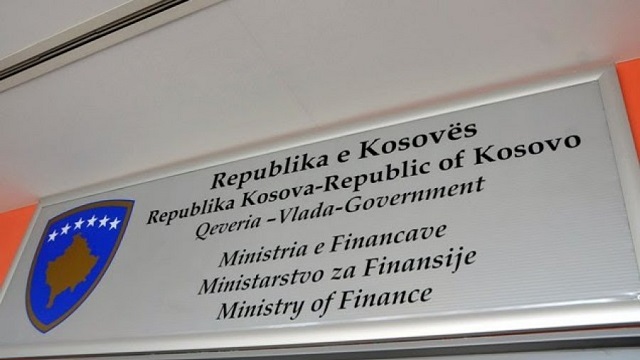 Republika e Kosovës
Republika Kosova-Republic of Kosovo
Qeveria –Vlada-Government
Ministria e Financave
Ministarstvo za Finansije
Ministry of Finance